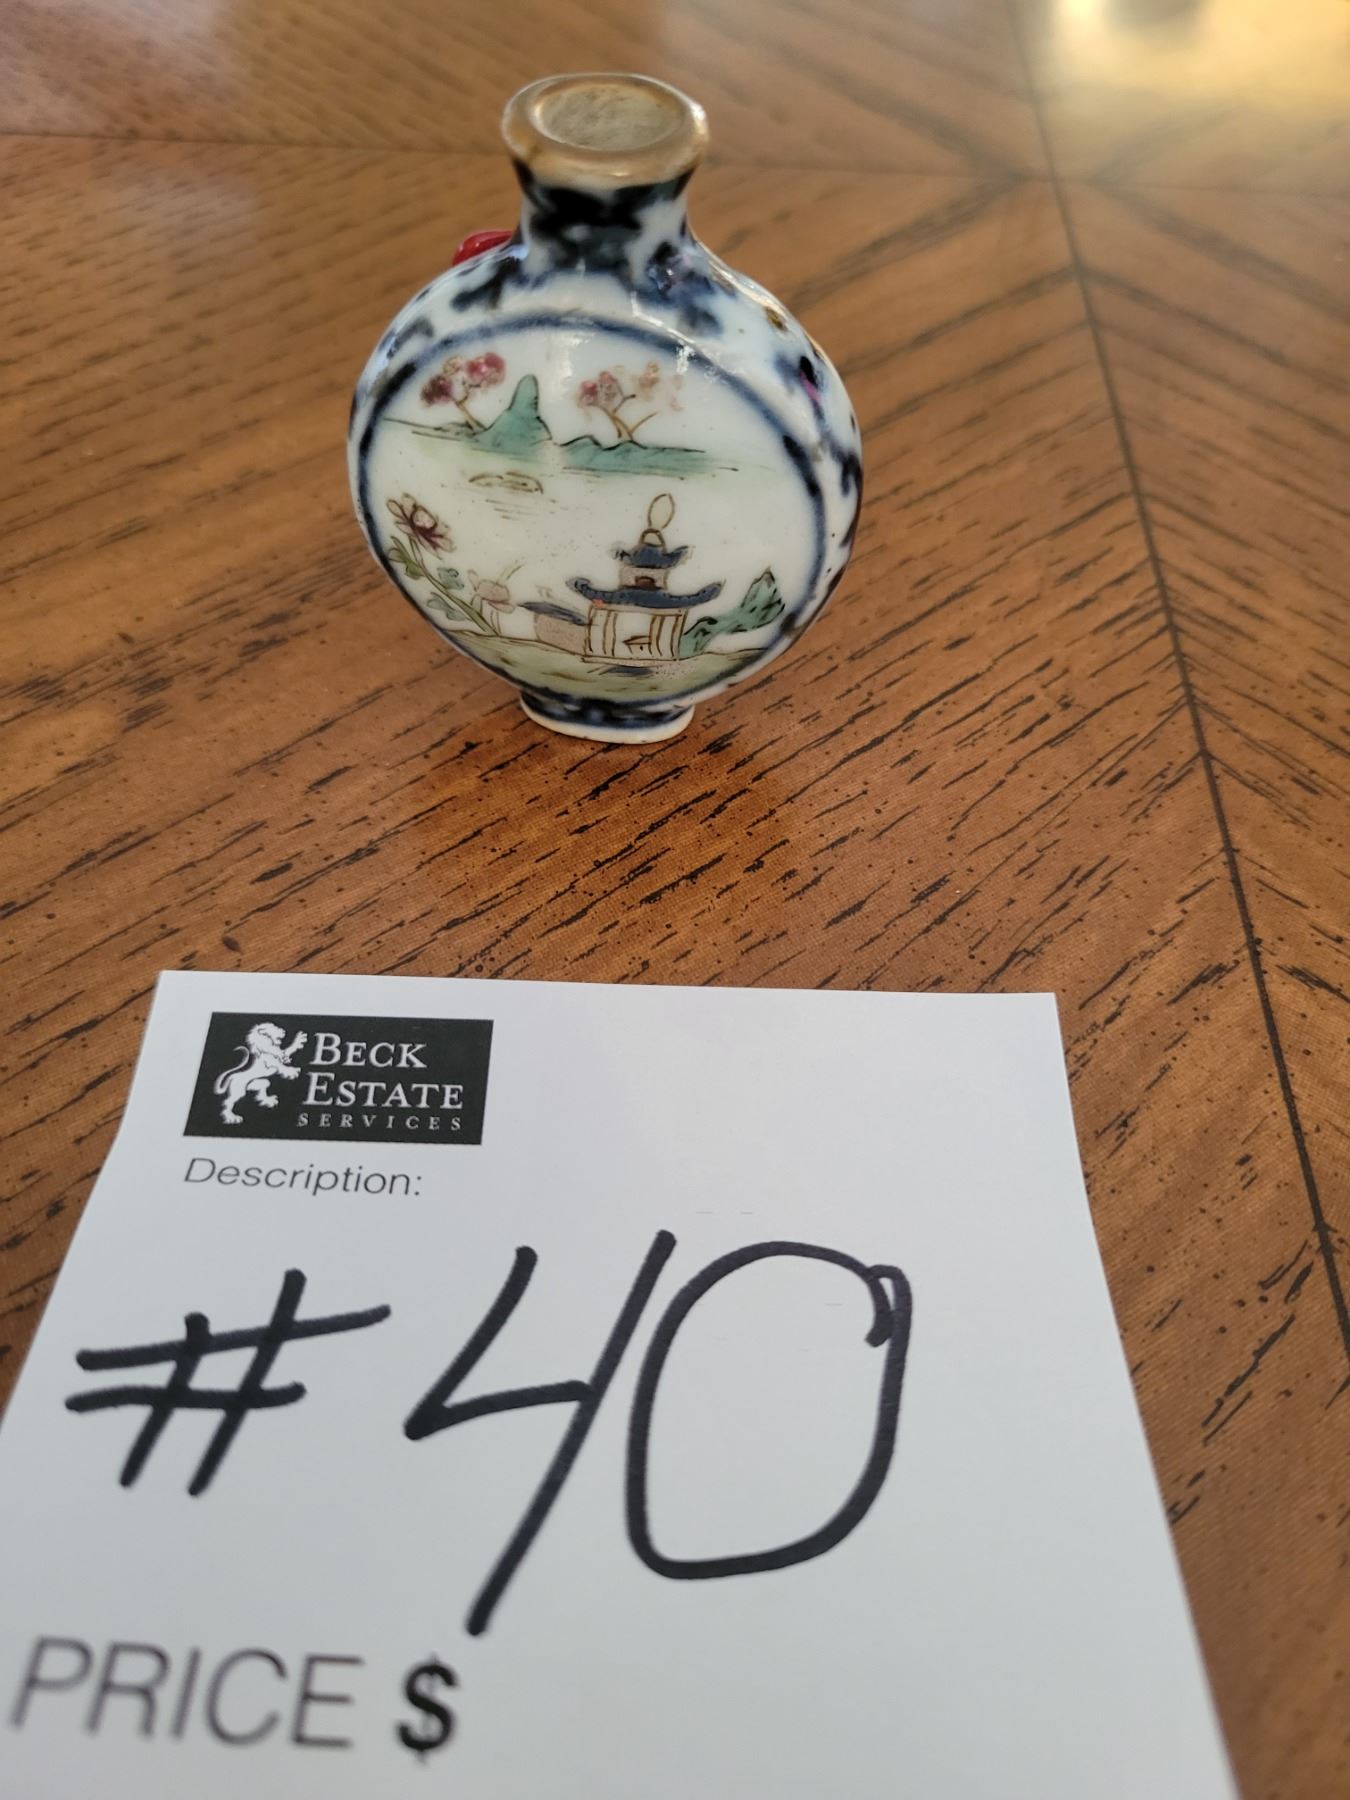 BECK
ESTATE
SERVICES
Description:
#40
PRICE $